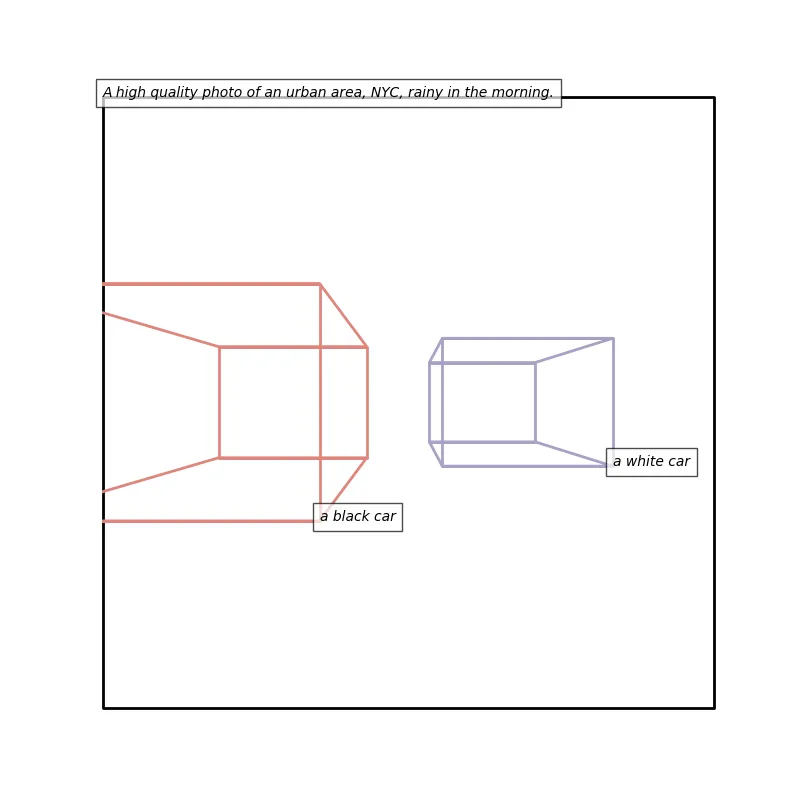 A high quality photo of an urban area, NYC, rainy in the morning.
a white car
a black car